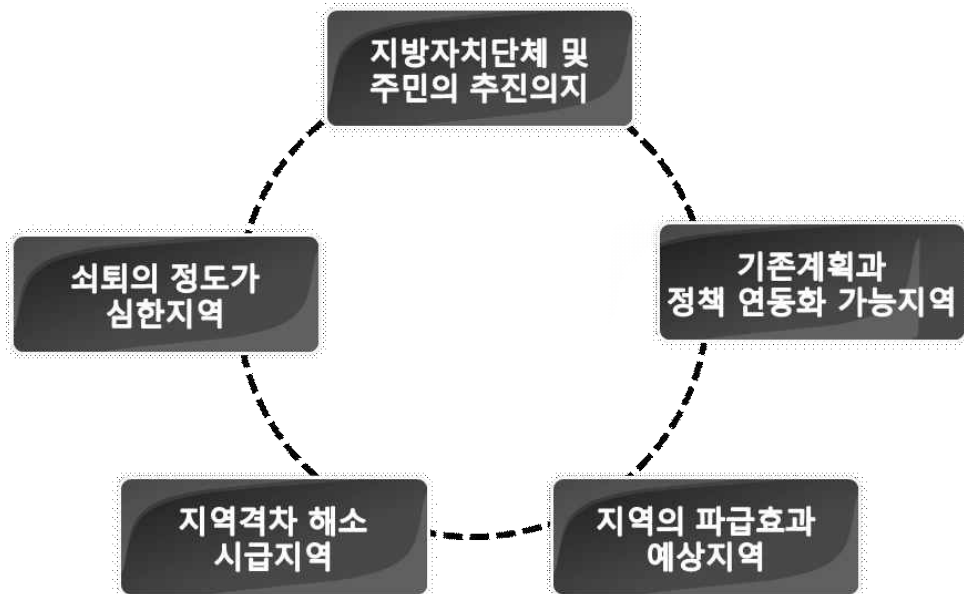 지방자치단체 및
주민의 추진의지
쇠퇴의 정도가
심한지역
기존계획과
정책 연동화 가능지역
지역격차 해소
시급지역
지역의 파급효과
예상지역